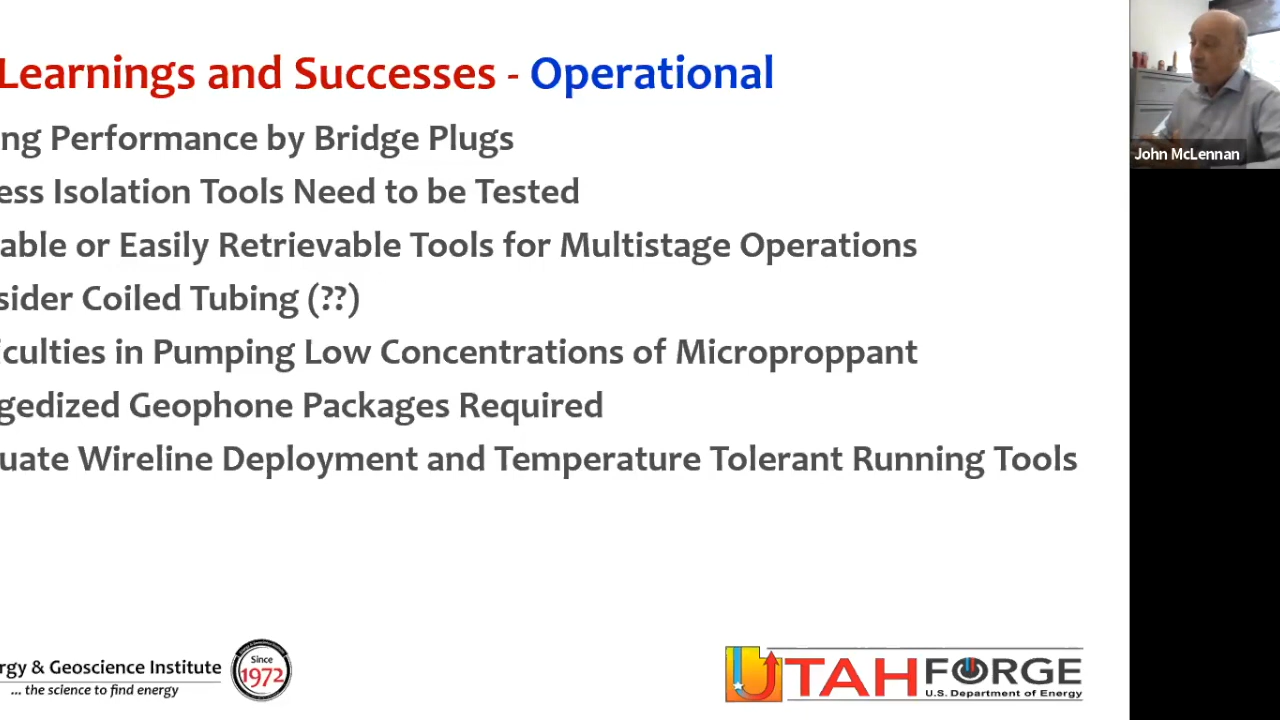 Learnings and Successes - Operational
ng Performance by Bridge Plugs
ess Isolation Tools Need to be Tested
able or Easily Retrievable Tools for Multistage Operations
sider Coiled Tubing (??)
iculties in Pumping Low Concentrations of Microproppant
gedized Geophone Packages Required
uate Wireline Deployment and Temperature Tolerant Running Tools
John McLennan
rgy & Geoscience Institute
... the science to find energy
Since
1972
UTAH FORGE
U.S. Department of Energy